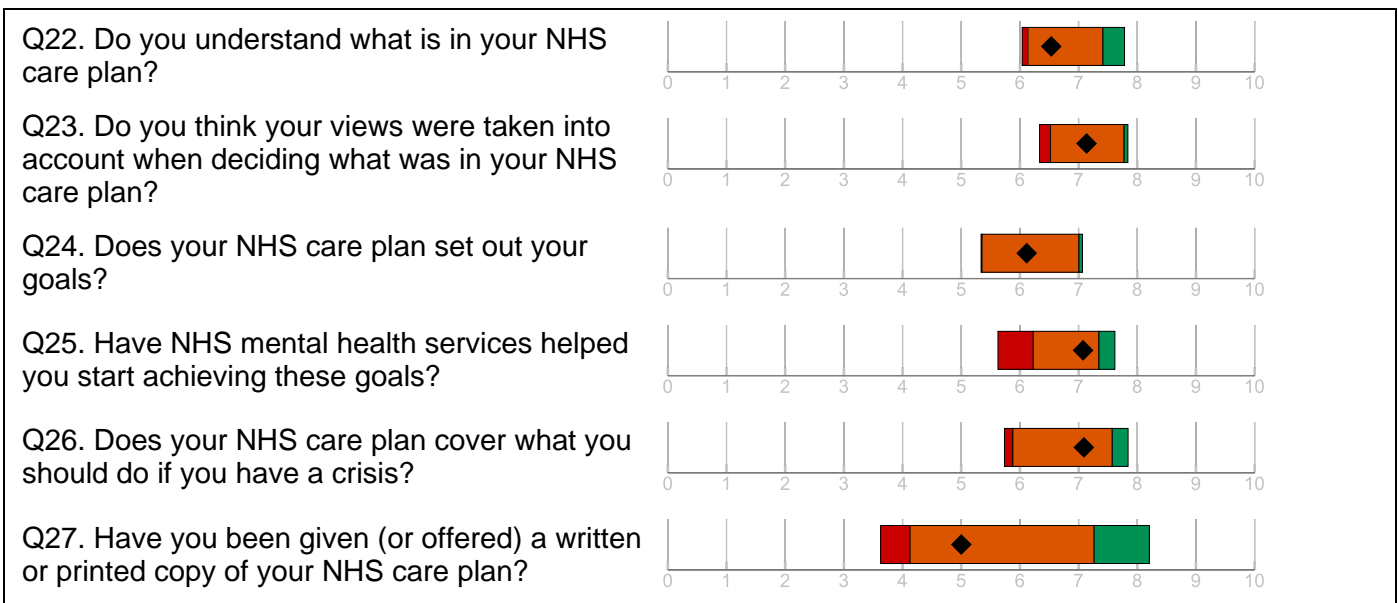 Q22. Do you understand what is in your NHS
care plan?
0 1 2 3 4 5 6 7 8 9 10
Q23. Do you think your views were taken into
account when deciding what was in your NHS
care plan?
0 1 2 3 4 5 6 7 8 9 10
Q24. Does your NHS care plan set out your
goals?
0 1 2 3 4 5 6 7 8 9 10
Q25. Have NHS mental health services helped
you start achieving these goals?
0 1 2 3 4 5 6 7 8 9 10
Q26. Does your NHS care plan cover what you
should do if you have a crisis?
0 1 2 3 4 5 6 7 8 9 10
Q27. Have you been given (or offered) a written
or printed copy of your NHS care plan?
0 1 2 3 4 5 6 7 8 9 10